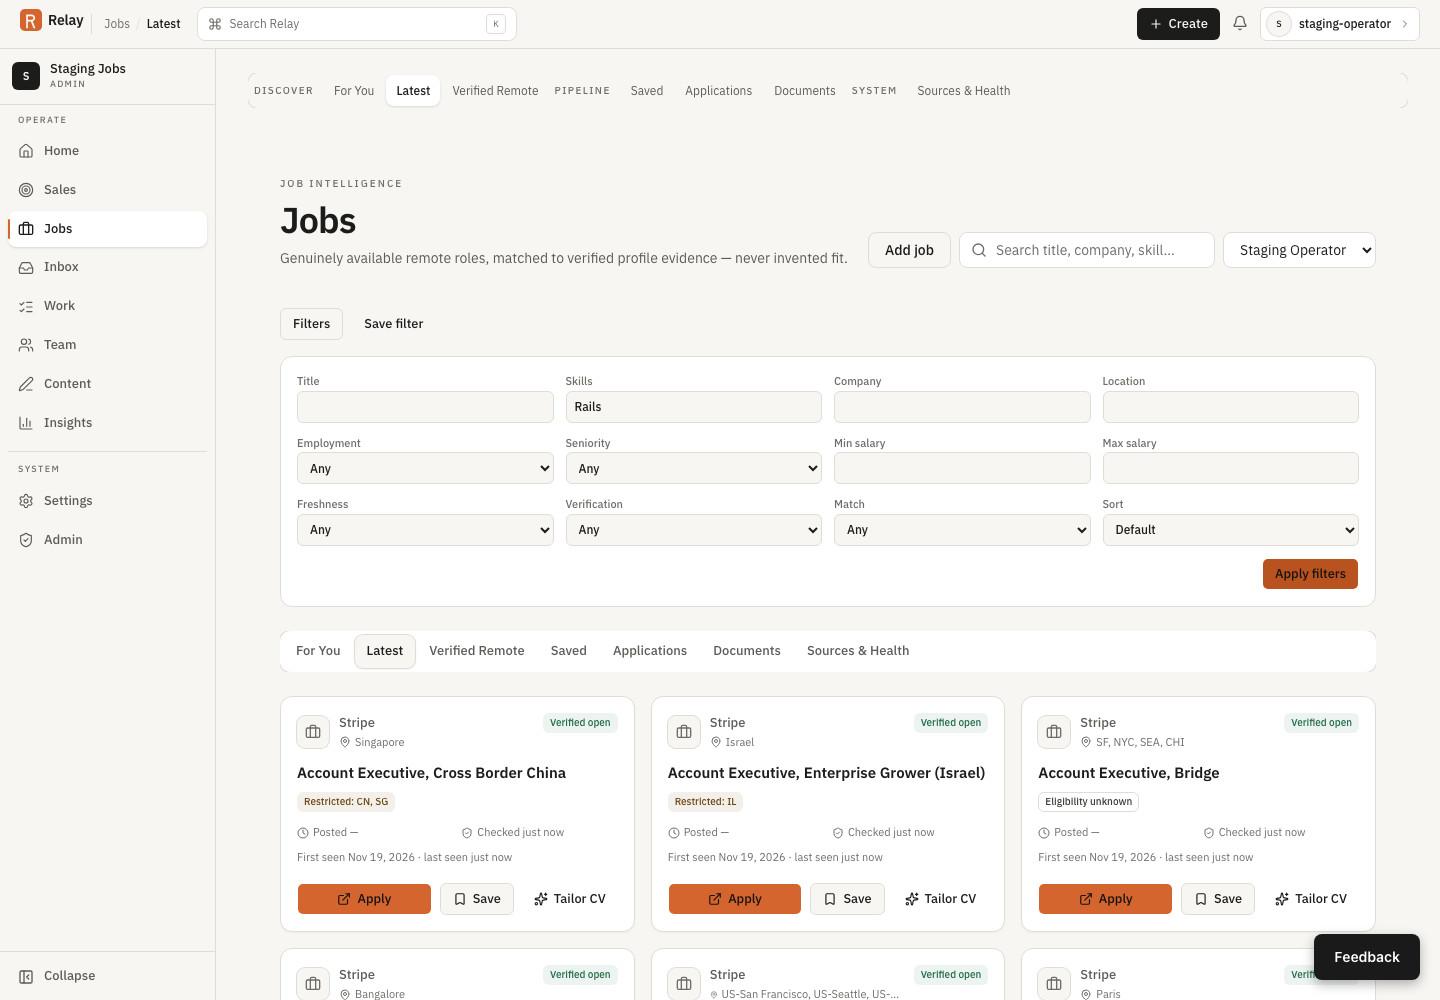 Relay
Jobs / Latest
Search Relay
K
Create
S
staging-operator
S
Staging Jobs
ADMIN
OPERATE
Home
Sales
Jobs
Inbox
Work
Team
Content
Insights
SYSTEM
Settings
Admin
Collapse
DISCOVER For You Latest Verified Remote PIPELINE Saved Applications Documents SYSTEM Sources & Health
JOB INTELLIGENCE
Jobs
Genuinely available remote roles, matched to verified profile evidence — never invented fit.
Add job
Search title, company, skill...
Staging Operator
Filters Save filter
Title Skills Company Location
Rails
Employment Seniority Min salary Max salary
Any Any
Freshness Verification Match Sort
Any Any Any Default
Apply filters
For You Latest Verified Remote Saved Applications Documents Sources & Health
Stripe
Verified open
Singapore
Account Executive, Cross Border China
Restricted: CN, SG
Posted — Checked just now
First seen Nov 19, 2026 · last seen just now
Apply Save Tailor CV
Stripe
Verified open
Israel
Account Executive, Enterprise Grower (Israel)
Restricted: IL
Posted — Checked just now
First seen Nov 19, 2026 · last seen just now
Apply Save Tailor CV
Stripe
Verified open
SF, NYC, SEA, CHI
Account Executive, Bridge
Eligibility unknown
Posted — Checked just now
First seen Nov 19, 2026 · last seen just now
Apply Save Tailor CV
Stripe
Verified open
Bangalore
Stripe
Verified open
US-San Francisco, US-Seattle, US-...
Stripe
Paris
Feedback